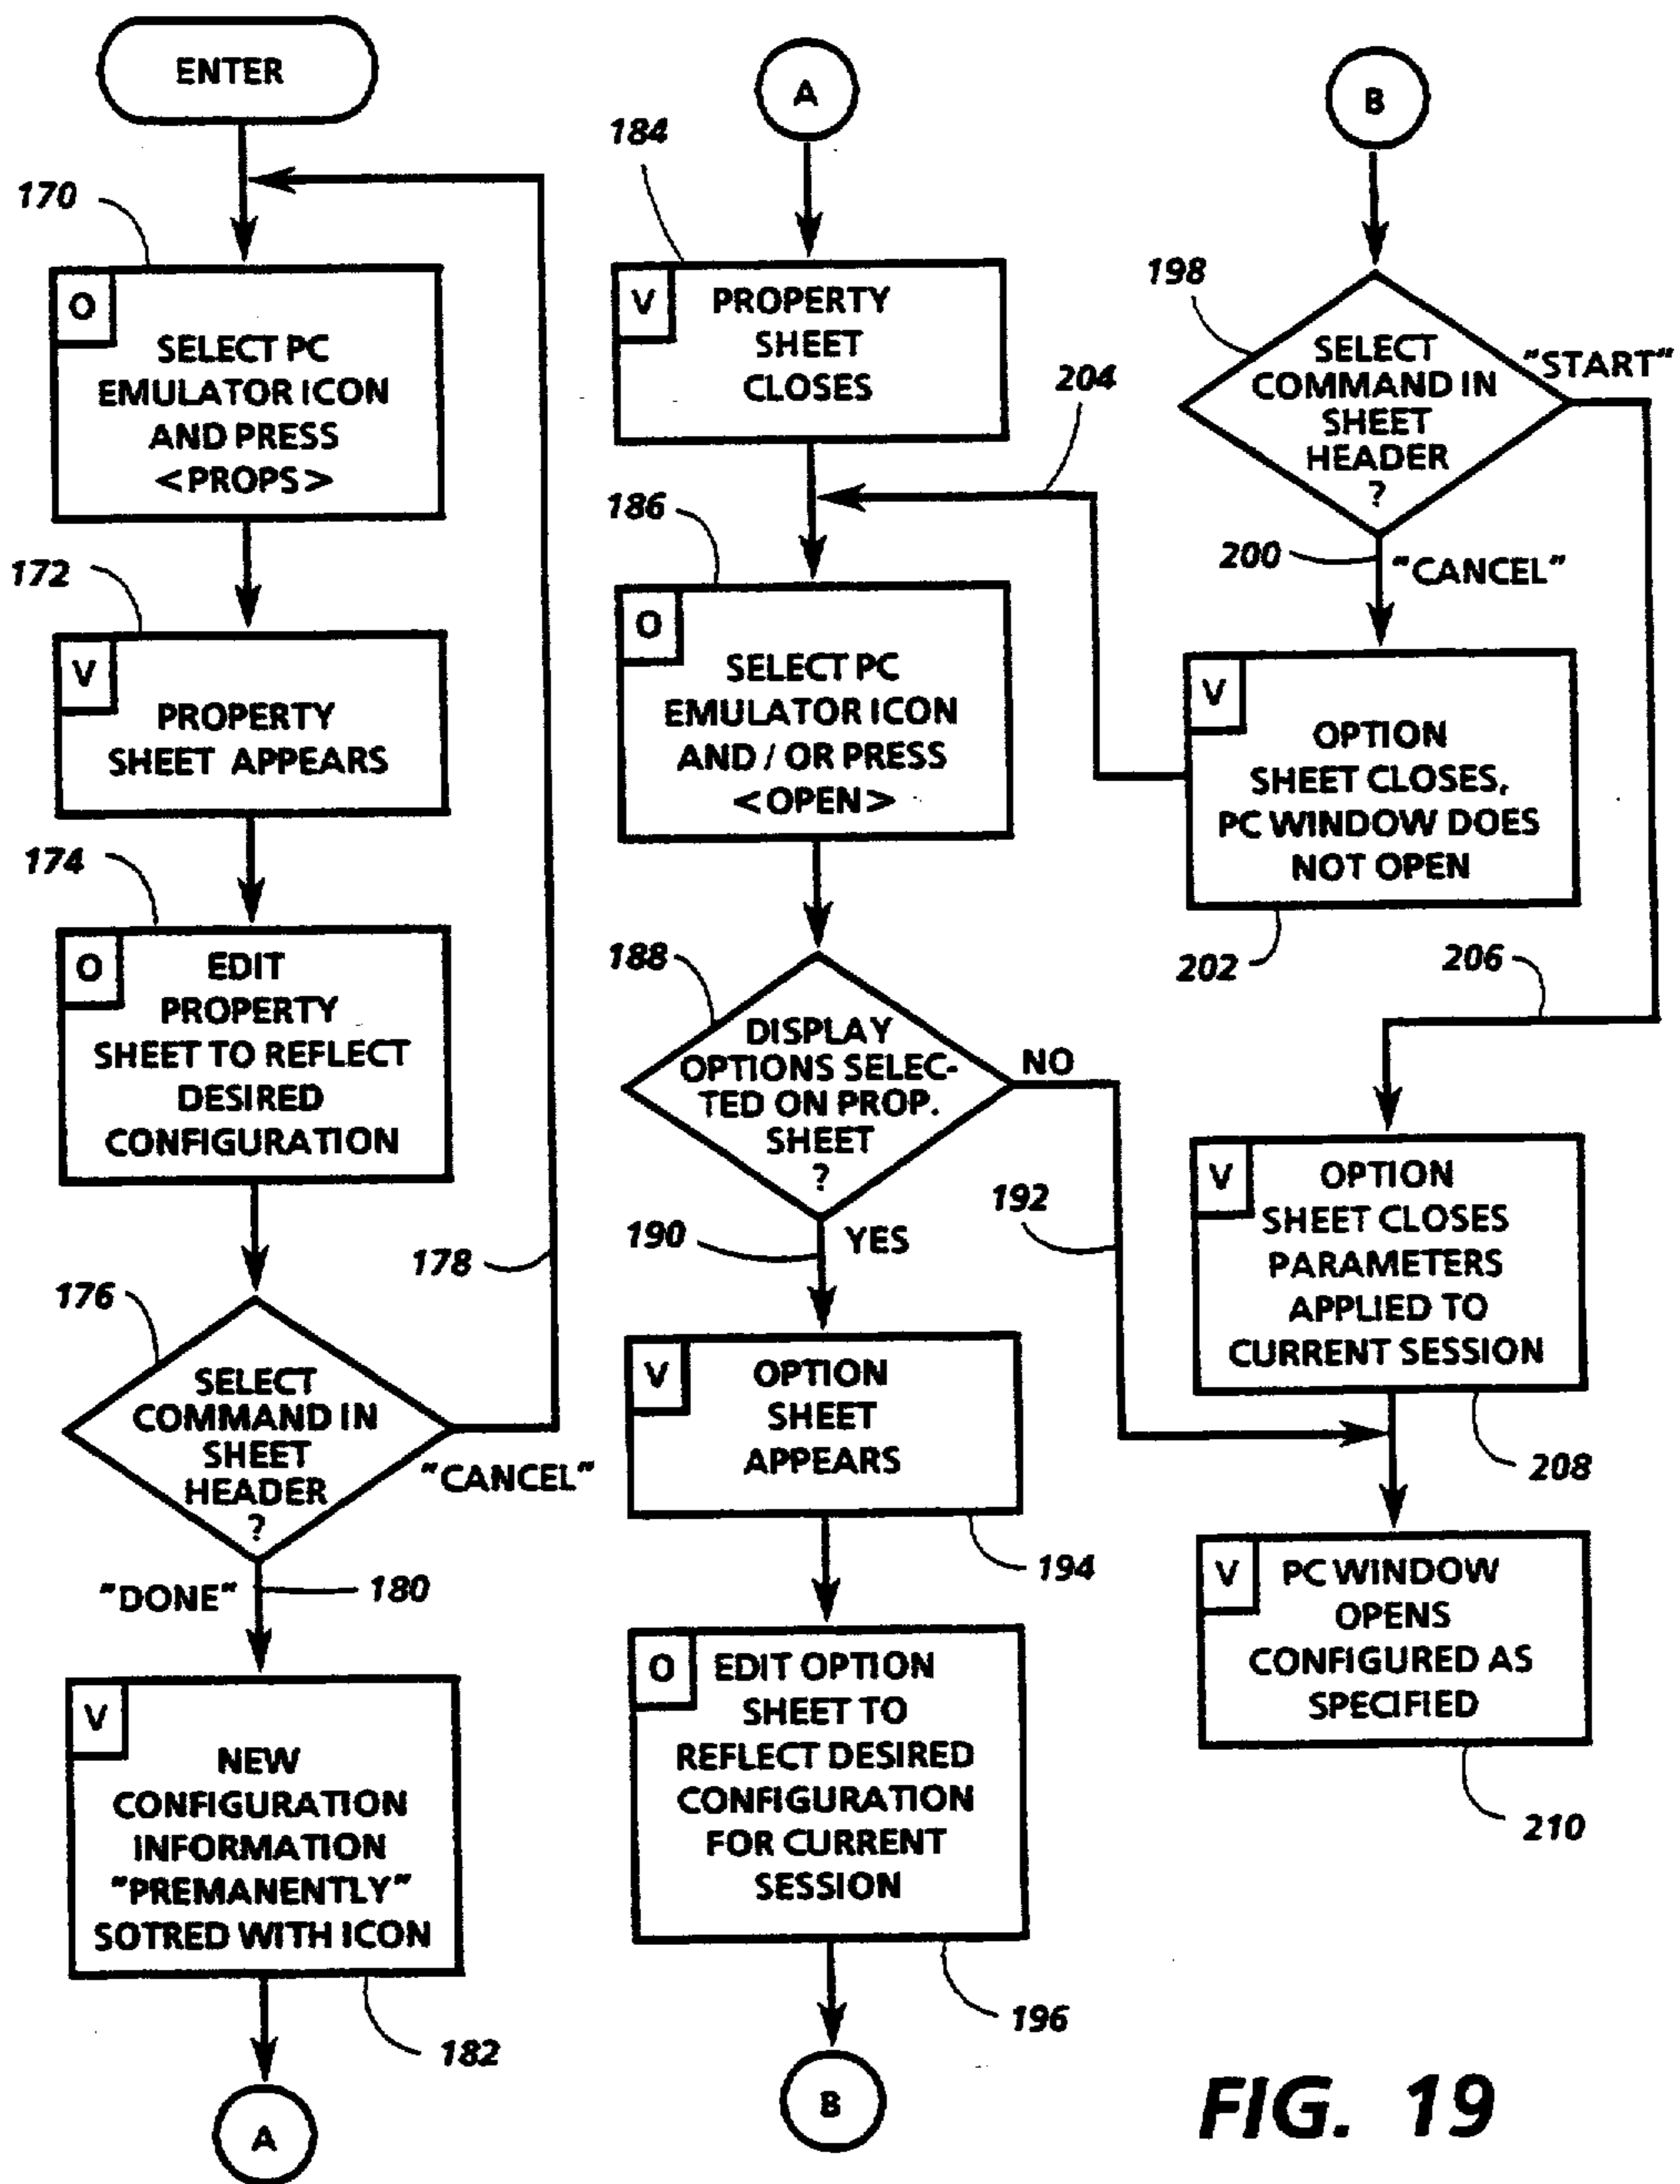 ENTER
170
O
SELECT PC
EMULATOR ICON
AND PRESS
<PROPS>
172
V
PROPERTY
SHEET APPEARS
174
O
EDIT
PROPERTY
SHEET TO REFLECT
DESIRED
CONFIGURATION
176
SELECT
COMMAND IN
SHEET
HEADER
?
178
"CANCEL"
"DONE"
180
V
NEW
CONFIGURATION
INFORMATION
"PREMANENTLY"
SOTRED WITH ICON
182
A
A
184
V
PROPERTY
SHEET
CLOSES
204
186
O
SELECT PC
EMULATOR ICON
AND / OR PRESS
<OPEN>
188
DISPLAY
OPTIONS SELEC-
TED ON PROP.
SHEET
?
NO
192
190
YES
V
OPTION
SHEET
APPEARS
194
O
EDIT OPTION
SHEET TO
REFLECT DESIRED
CONFIGURATION
FOR CURRENT
SESSION
196
B
B
198
SELECT
COMMAND IN
SHEET
HEADER
?
"START"
200
"CANCEL"
V
OPTION
SHEET CLOSES,
PC WINDOW DOES
NOT OPEN
202
206
V
OPTION
SHEET CLOSES
PARAMETERS
APPLIED TO
CURRENT SESSION
208
V
PC WINDOW
OPENS
CONFIGURED AS
SPECIFIED
210
FIG. 19